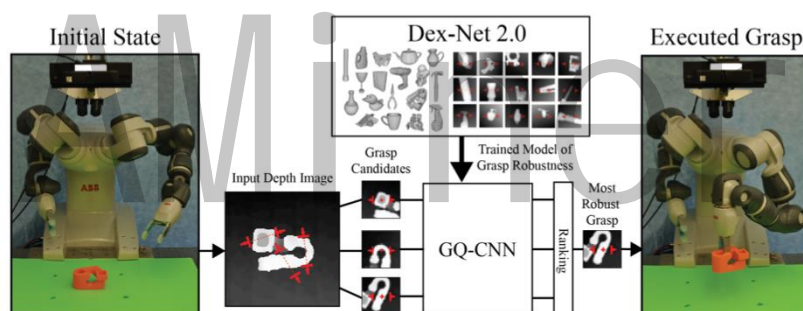 Initial State
Dex-Net 2.0
Executed Grasp
AMiner
ABB
Input Depth Image
Grasp
Candidates
Trained Model of
Grasp Robustness
GQ-CNN
Ranking
Most
Robust
Grasp